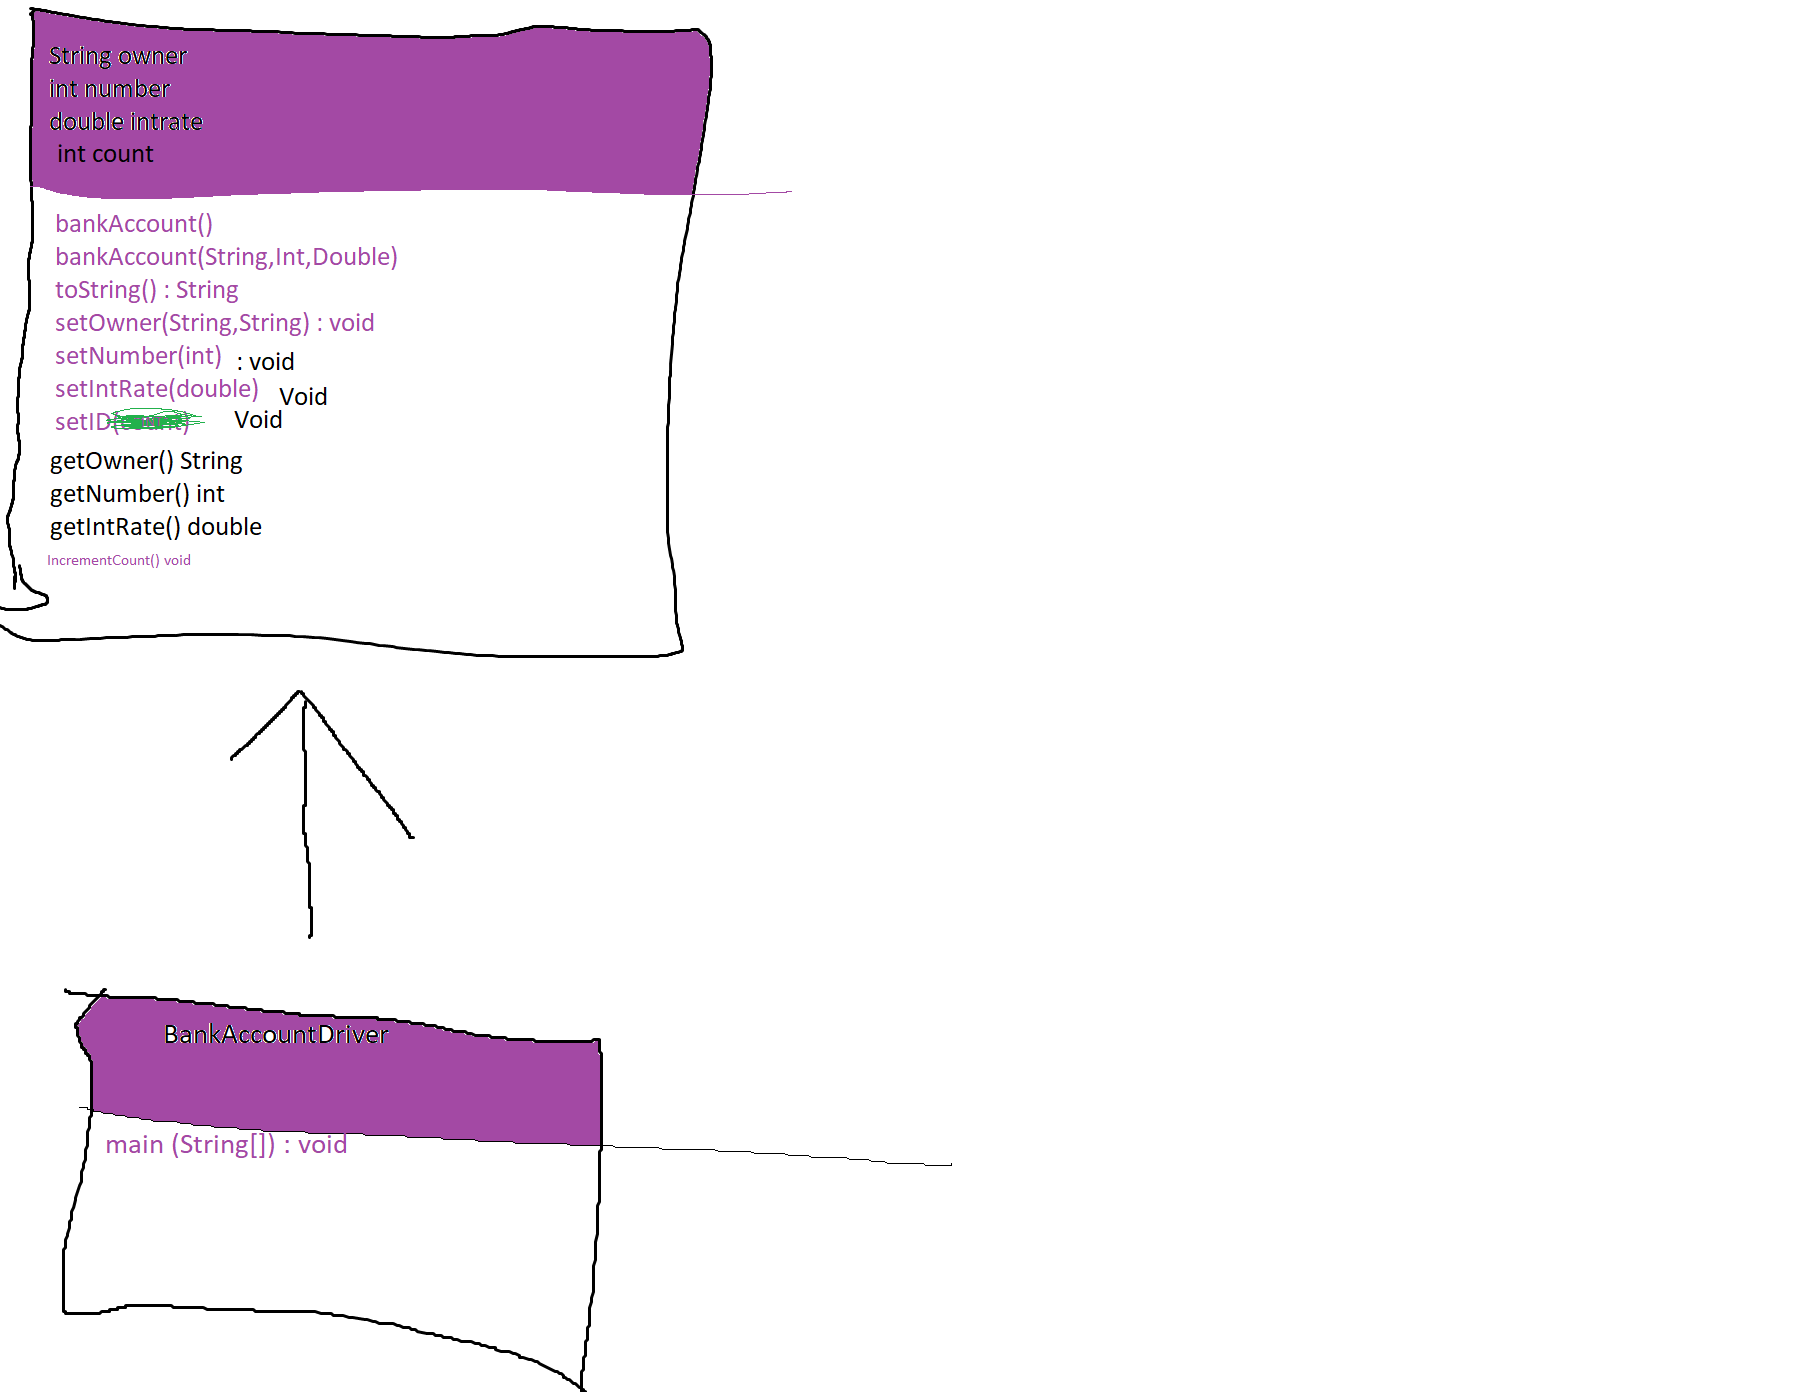 String owner
int number
double intrate
int count
bankAccount()
bankAccount(String,Int,Double)
toString() : String
setOwner(String,String) : void
setNumber(int) : void
setIntRate(double) Void
setID Void
getOwner() String
getNumber() int
getIntRate() double
IncrementCount() void
BankAccountDriver
main (String[]) : void